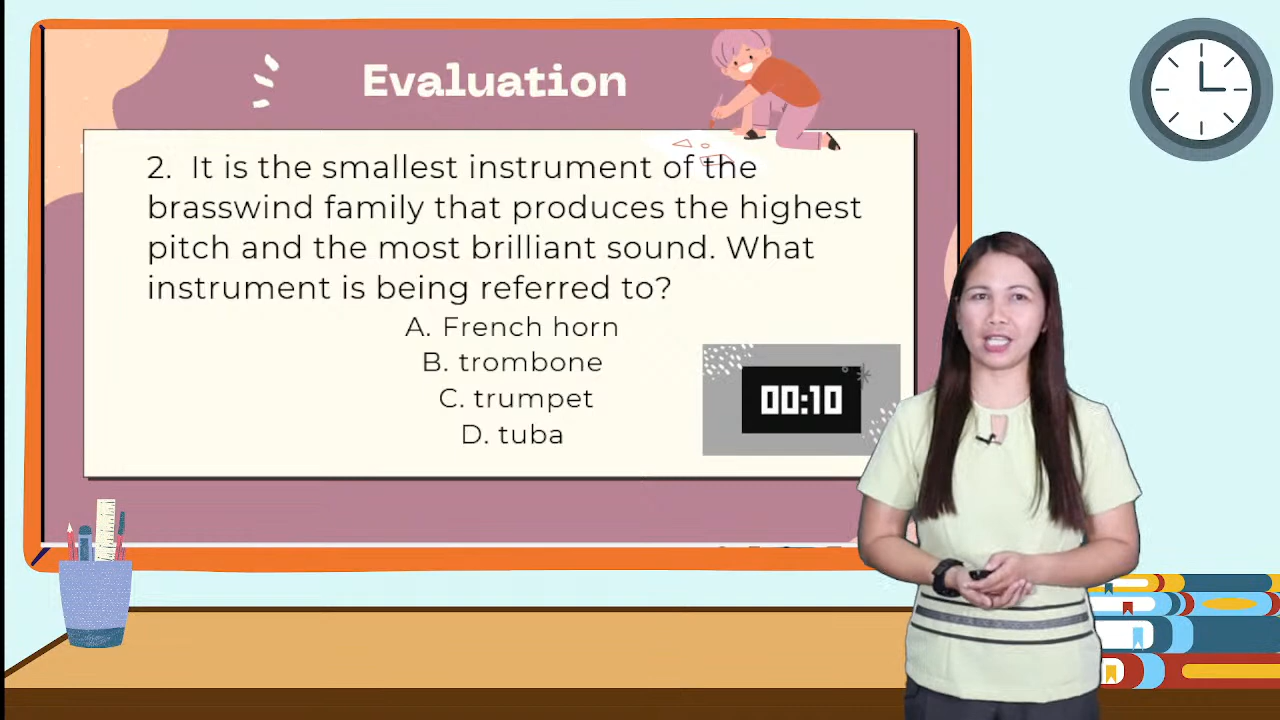 Evaluation
2. It is the smallest instrument of the
brasswind family that produces the highest
pitch and the most brilliant sound. What
instrument is being referred to?
A. French horn
B. trombone
C. trumpet
D. tuba
00:10